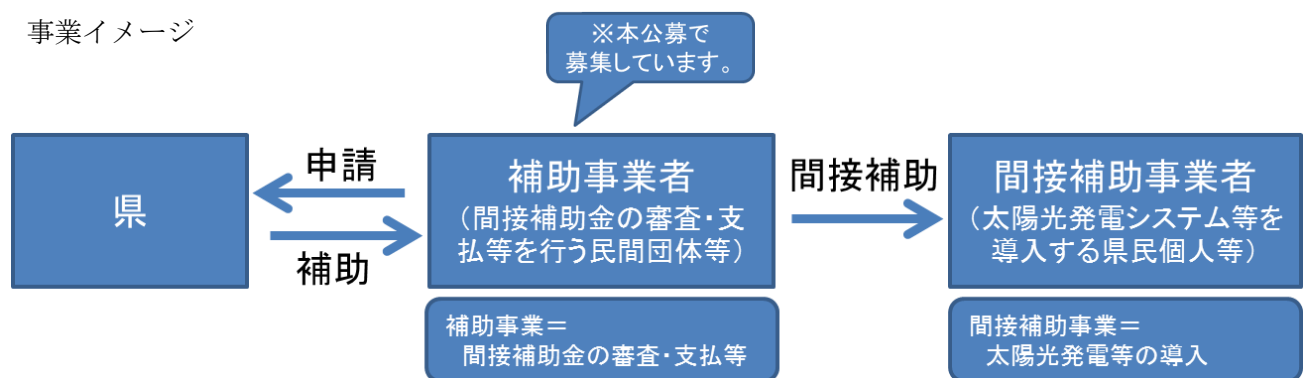 事業イメージ
※本公募で
募集しています。
県
申請
補助
補助事業者
（間接補助金の審査・支
払等を行う民間団体等）
間接補助
間接補助事業者
（太陽光発電システム等を
導入する県民個人等）
補助事業＝
間接補助金の審査・支払等
間接補助事業＝
太陽光発電等の導入